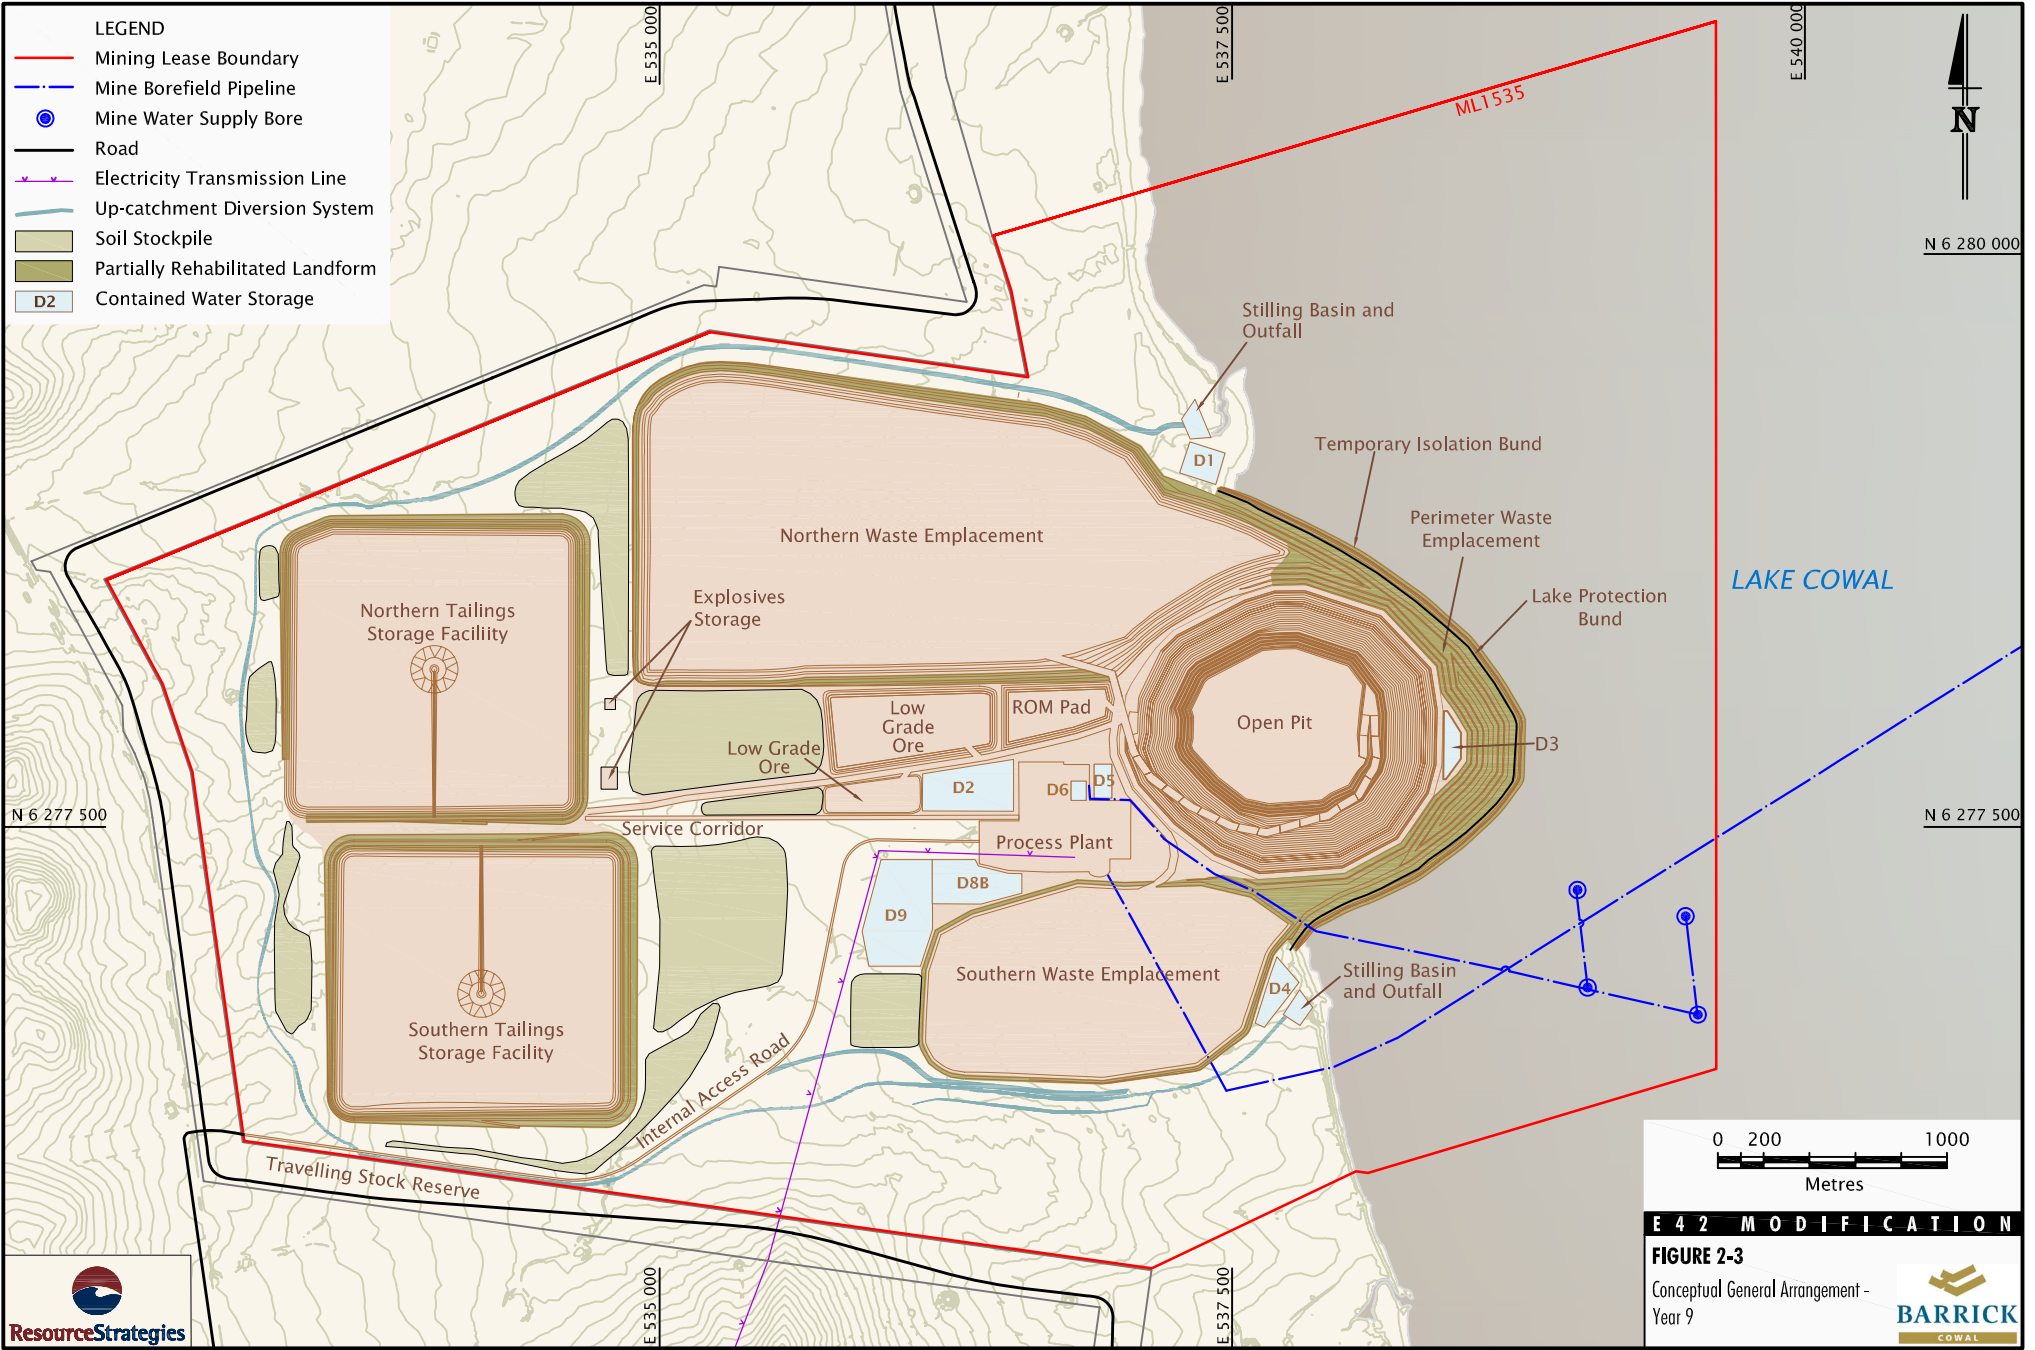 LEGEND
Mining Lease Boundary
Mine Borefield Pipeline
Mine Water Supply Bore
Road
Electricity Transmission Line
Up-catchment Diversion System
Soil Stockpile
Partially Rehabilitated Landform
D2 Contained Water Storage
E 535 000
E 537 500
E 540 000
ML1535
N
N 6 280 000
Stilling Basin and
Outfall
D1
Temporary Isolation Bund
Perimeter Waste
Emplacement
Northern Waste Emplacement
LAKE COWAL
Lake Protection
Bund
Explosives
Storage
Northern Tailings
Storage Faciliity
Low
Grade
Ore
ROM Pad
Open Pit
D3
Low Grade
Ore
D2
D6
D5
N 6 277 500
N 6 277 500
Service Corridor
Process Plant
D8B
D9
Southern Waste Emplacement
D4
Stilling Basin
and Outfall
Southern Tailings
Storage Facility
Internal Access Road
Travelling Stock Reserve
0 200 1000
Metres
E42 MODIFICATION
FIGURE 2-3
Conceptual General Arrangement -
Year 9
BARRICK
COWAL
E 535 000
E 537 500
ResourceStrategies